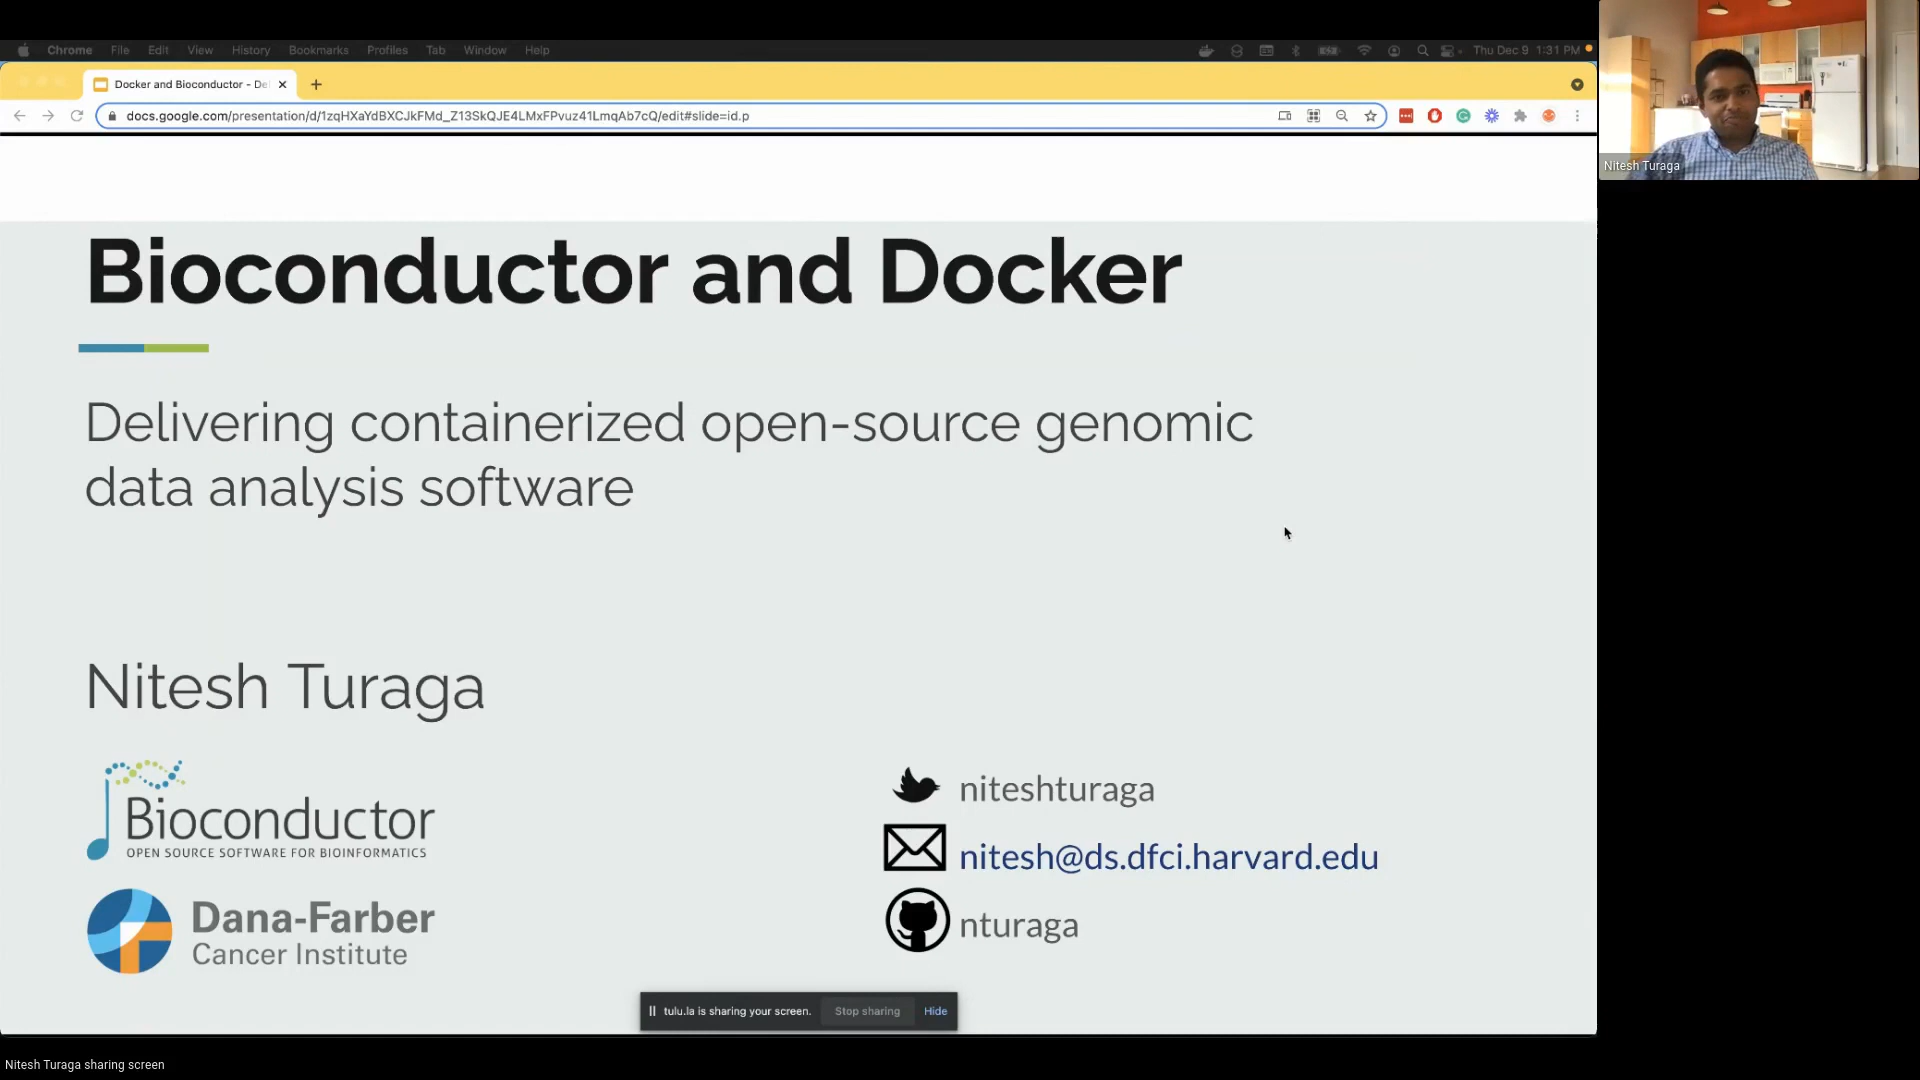 Chrome File Edit View History Bookmarks Profiles Tab Window Help Thu Dec 9 1:31 PM
Docker and Bioconductor - De
docs.google.com/presentation/d/1zqHXaYdBXCJkFMd_Z13SkQJE4LMxFPvuz41LmqAb7cQ/edit#slide=id.p
Nitesh Turaga
Bioconductor and Docker
Delivering containerized open-source genomic
data analysis software
Nitesh Turaga
Bioconductor
OPEN SOURCE SOFTWARE FOR BIOINFORMATICS
Dana-Farber
Cancer Institute
niteshturaga
nitesh@ds.dfci.harvard.edu
nturaga
tulu.la is sharing your screen. Stop sharing Hide
Nitesh Turaga sharing screen